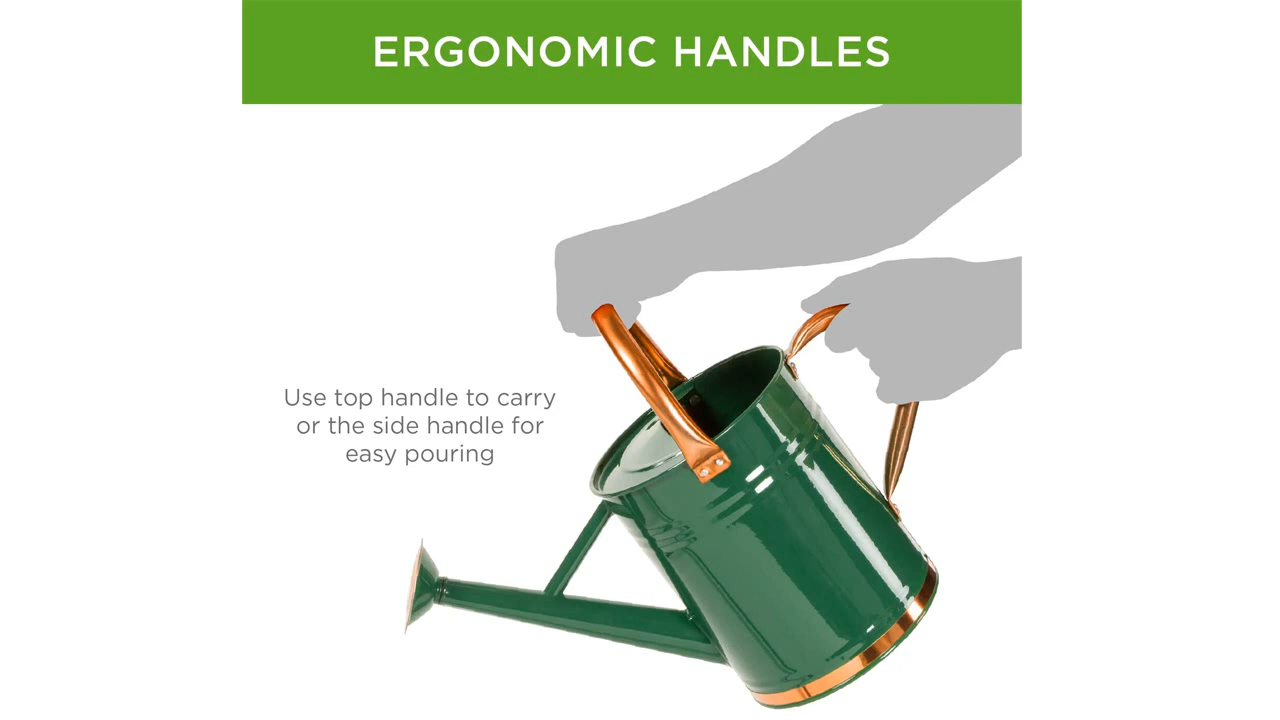 ERGONOMIC HANDLES
Use top handle to carry
or the side handle for
easy pouring